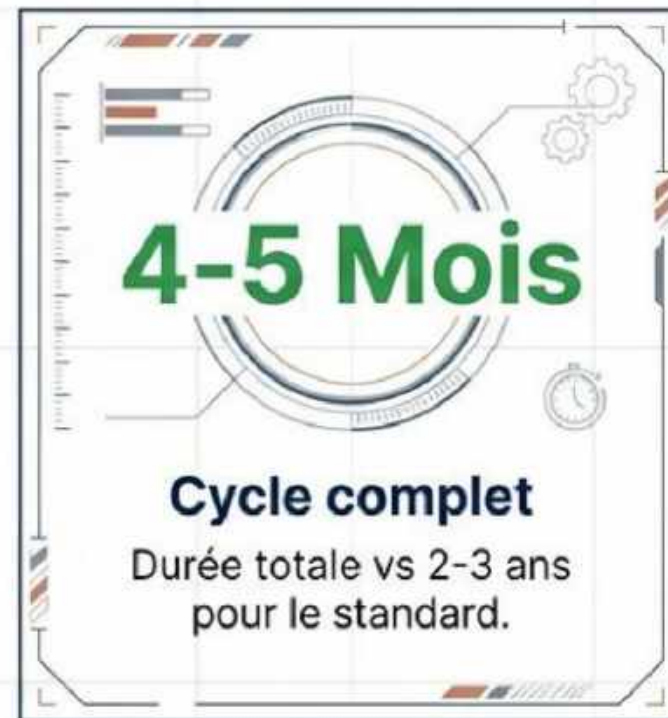 4-5 Mois
Cycle complet
Durée totale vs 2-3 ans
pour le standard.